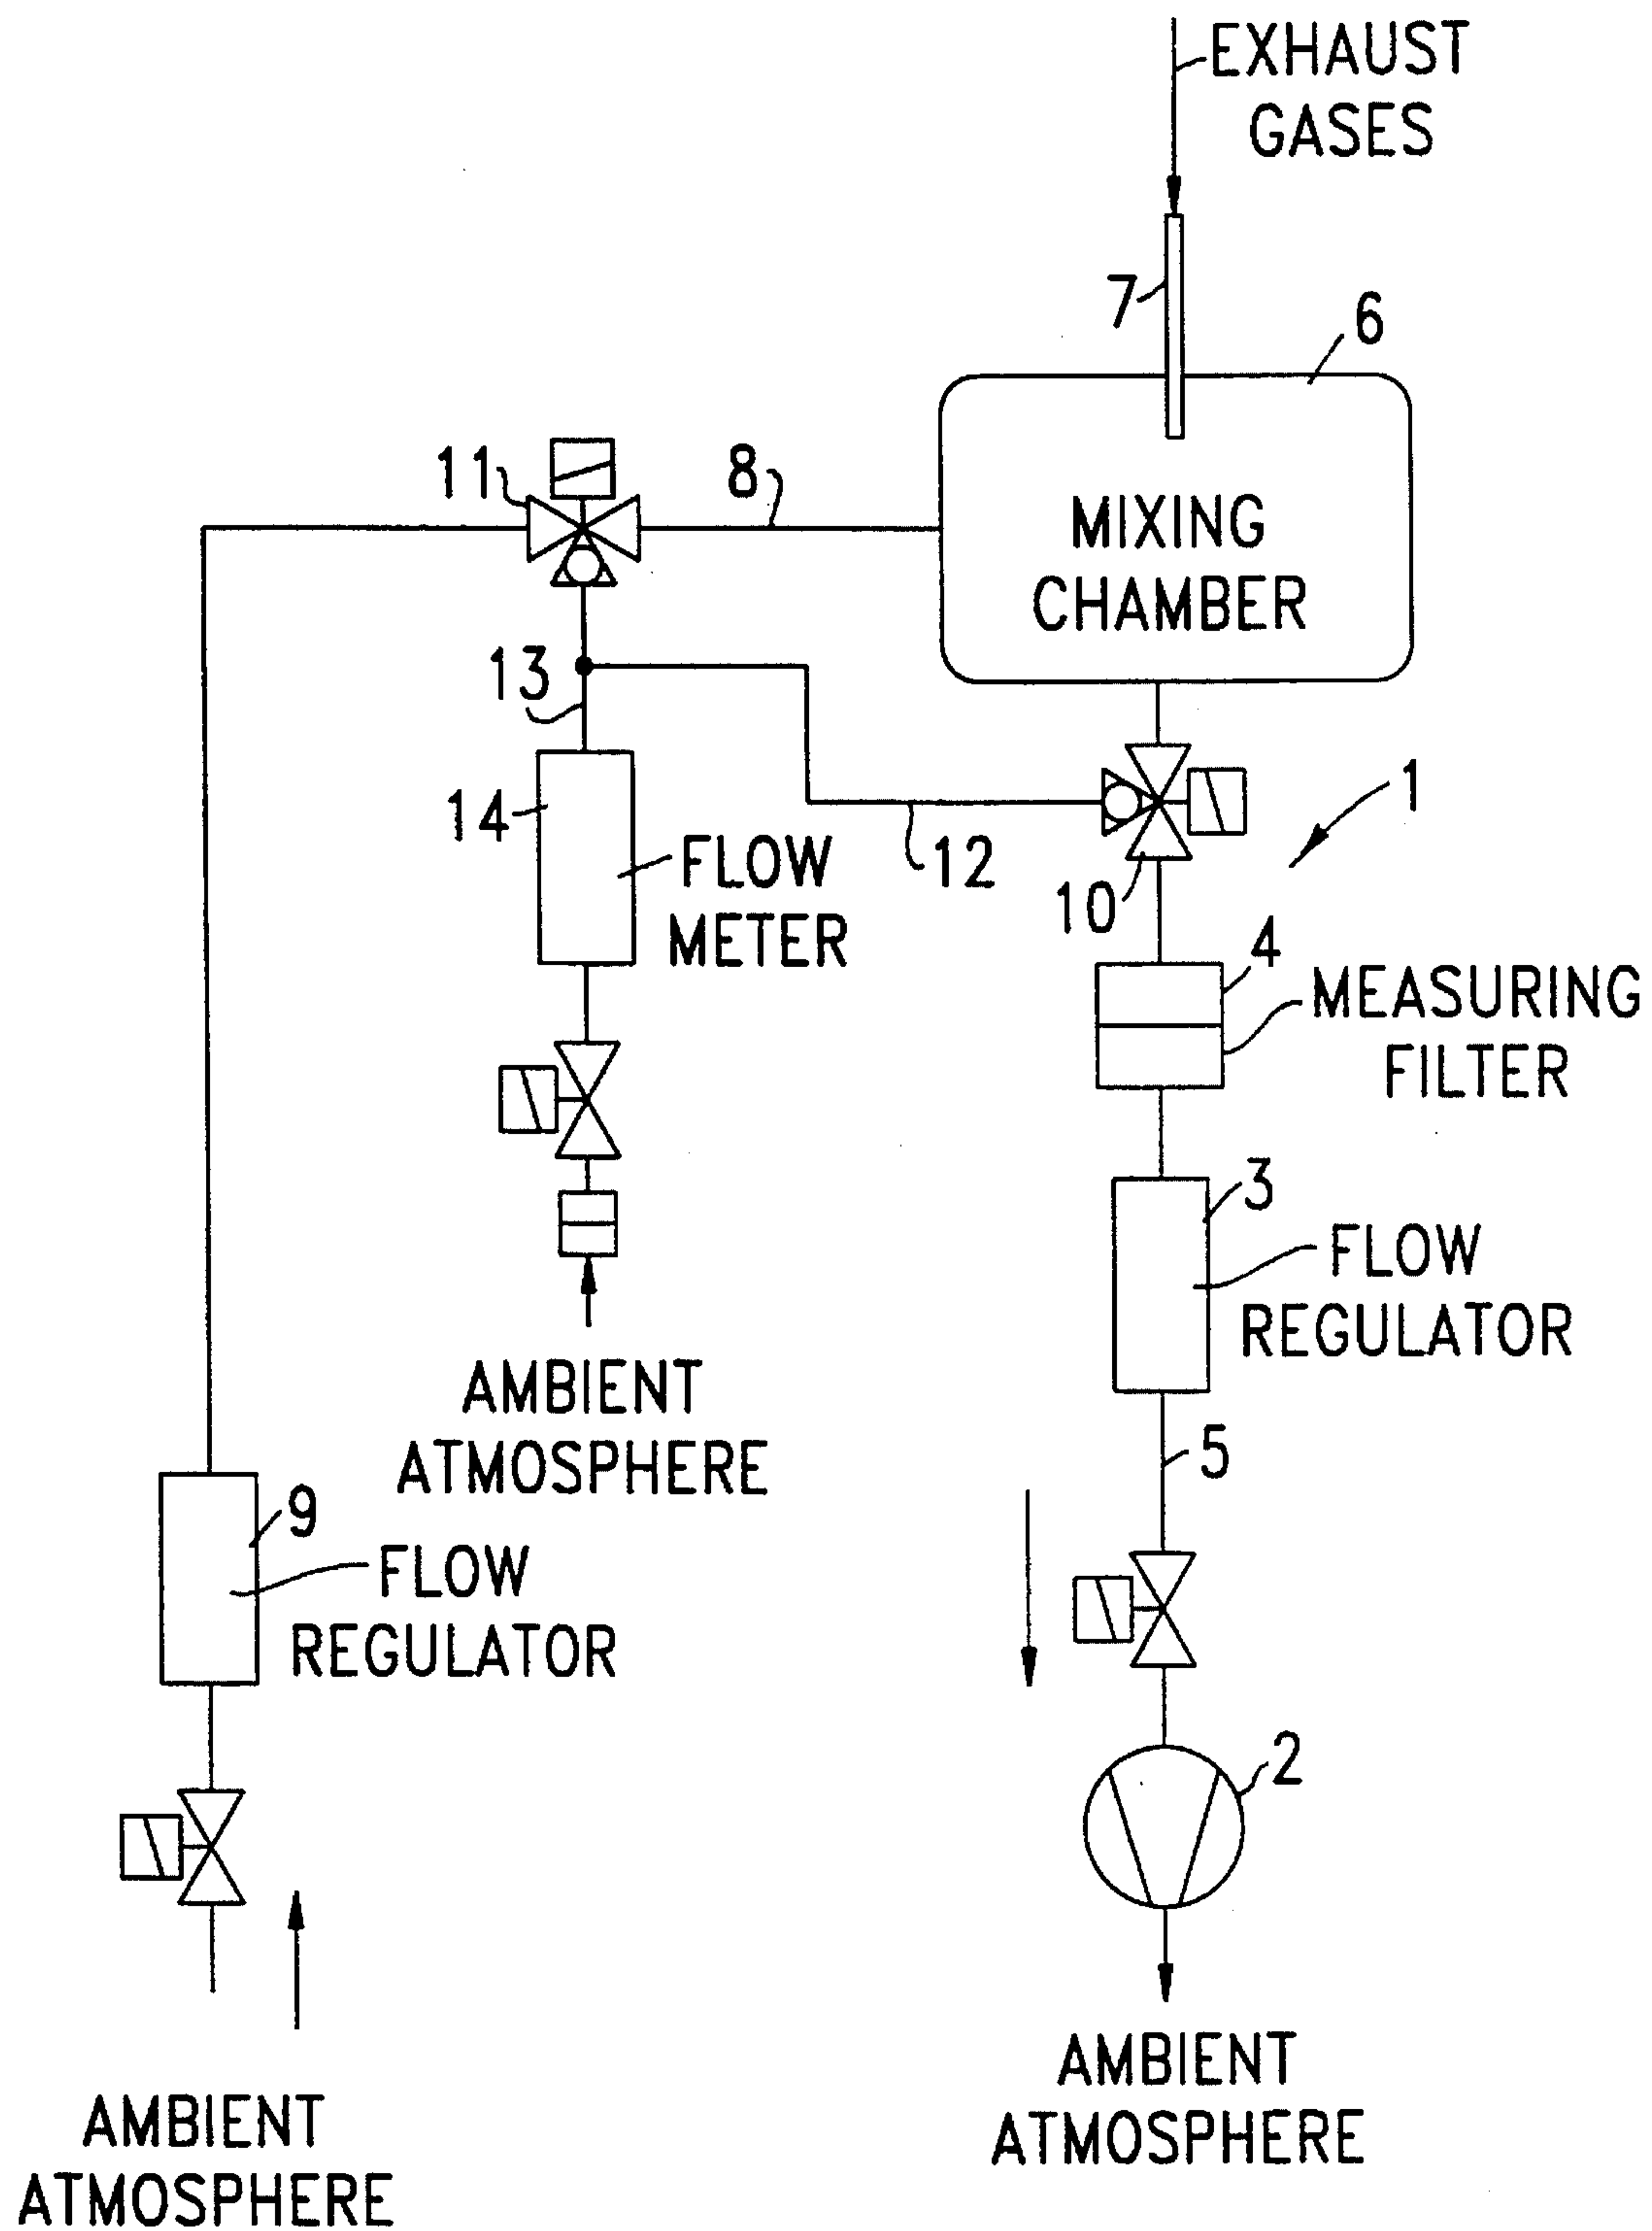 EXHAUST
GASES
7
6
11
8
MIXING
CHAMBER
13
14
FLOW
METER
12
10
1
4
MEASURING
FILTER
3
FLOW
REGULATOR
AMBIENT
ATMOSPHERE
5
9
FLOW
REGULATOR
2
AMBIENT
ATMOSPHERE
AMBIENT
ATMOSPHERE